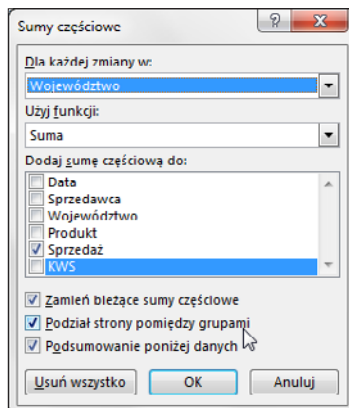 Sumy częściowe
Dla każdej zmiany w:
Województwo
Użyj funkcji:
Suma
Dodaj sumę częściową do:
Data
Sprzedawca
Województwo
Produkt
Sprzedaż
KWS
Zamień bieżące sumy częściowe
Podział strony pomiędzy grupami
Podsumowanie poniżej danych
Usuń wszystko OK Anuluj